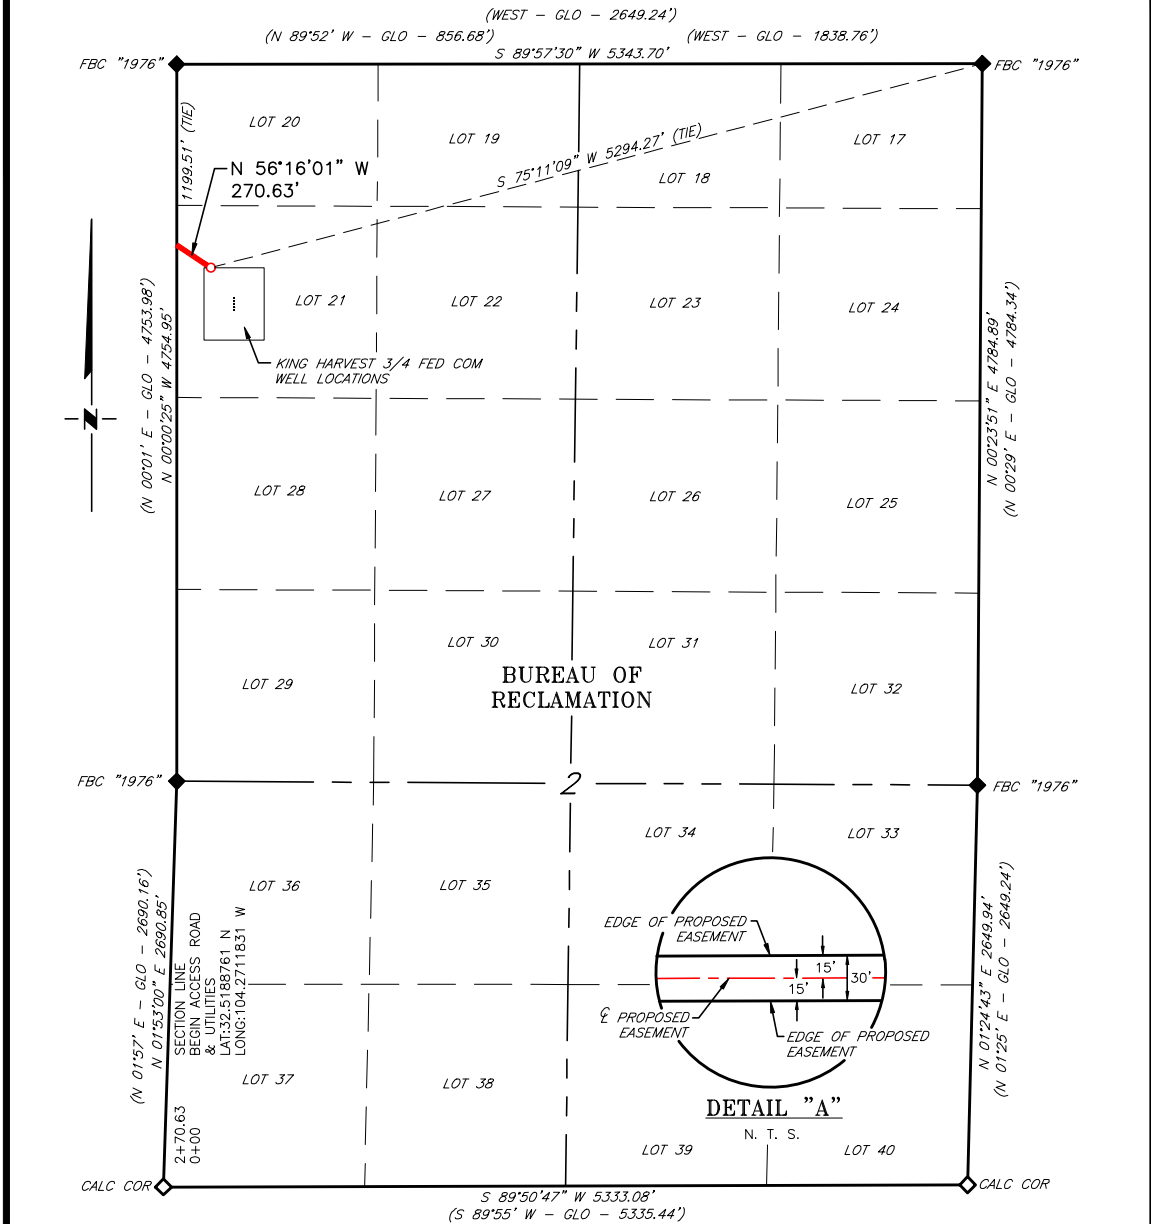 (WEST - GLO - 2649.24')
(N 89°52' W - GLO - 856.68')
(WEST - GLO - 1838.76')
S 89°57'30" W 5343.70'
FBC "1976"
FBC "1976"
1199.51' (TIE)
LOT 20
LOT 19
LOT 17
S 75°11'09" W 5294.27' (TIE)
LOT 18
N 56°16'01" W
270.63'
LOT 21
LOT 22
LOT 23
LOT 24
KING HARVEST 3/4 FED COM
WELL LOCATIONS
(N 00°01' E - GLO - 4753.98')
N 00°00'25" W 4754.95'
N 00°23'51" E 4784.89'
(N 00°29' E - GLO - 4784.34')
N
LOT 28
LOT 27
LOT 26
LOT 25
LOT 30
LOT 31
BUREAU OF
RECLAMATION
LOT 29
LOT 32
FBC "1976"
2
FBC "1976"
LOT 34
LOT 33
LOT 36
LOT 35
(N 01°57' E - GLO - 2690.16')
N 01°53'00" E 2690.85'
SECTION LINE
BEGIN ACCESS ROAD
& UTILITIES
LAT:32.5188761 N
LONG:104.2711831 W
2+70.63
0+00
EDGE OF PROPOSED
EASEMENT
15'
15'
30'
℄ PROPOSED
EASEMENT
EDGE OF PROPOSED
EASEMENT
DETAIL "A"
N. T. S.
N 01°24'43" E 2649.94'
(N 01°25' E - GLO - 2649.24')
LOT 37
LOT 38
LOT 39
LOT 40
CALC COR
CALC COR
S 89°50'47" W 5333.08'
(S 89°55' W - GLO - 5335.44')